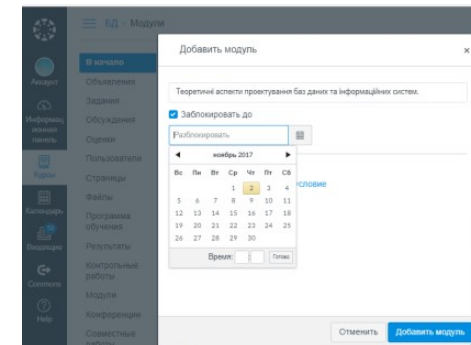 БД › Модули
Аккаунт
Информационная панель
Курсы
Календарь
Входящие
Commons
Help
В начало
Объявления
Задания
Обсуждения
Оценки
Пользователи
Страницы
Файлы
Программа обучения
Результаты
Контрольные работы
Модули
Конференции
Совместные
Добавить модуль
×
Теоретичні аспекти проектування баз даних та інформаційних систем.
Заблокировать до
Разблокировать
ноябрь 2017
Вс Пн Вт Ср Чт Пт Сб
1 2 3 4
5 6 7 8 9 10 11
12 13 14 15 16 17 18
19 20 21 22 23 24 25
26 27 28 29 30
Время: : Готово
условие
Отменить Добавить модуль